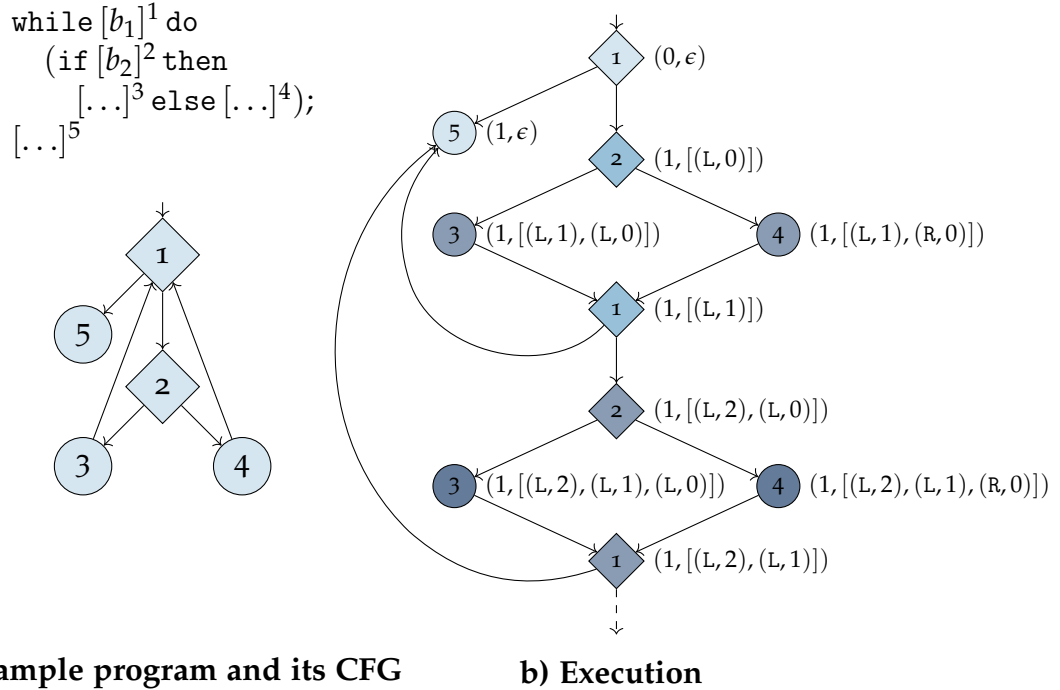 while [b₁]¹ do
(if [b₂]² then
[...]³ else [...]⁴);
[...]⁵
1
5
2
3
4
ample program and its CFG
1 (0, ϵ)
5 (1, ϵ)
2 (1, [(L, 0)])
3 (1, [(L, 1), (L, 0)])
4 (1, [(L, 1), (R, 0)])
1 (1, [(L, 1)])
2 (1, [(L, 2), (L, 0)])
3 (1, [(L, 2), (L, 1), (L, 0)])
4 (1, [(L, 2), (L, 1), (R, 0)])
1 (1, [(L, 2), (L, 1)])
b) Execution